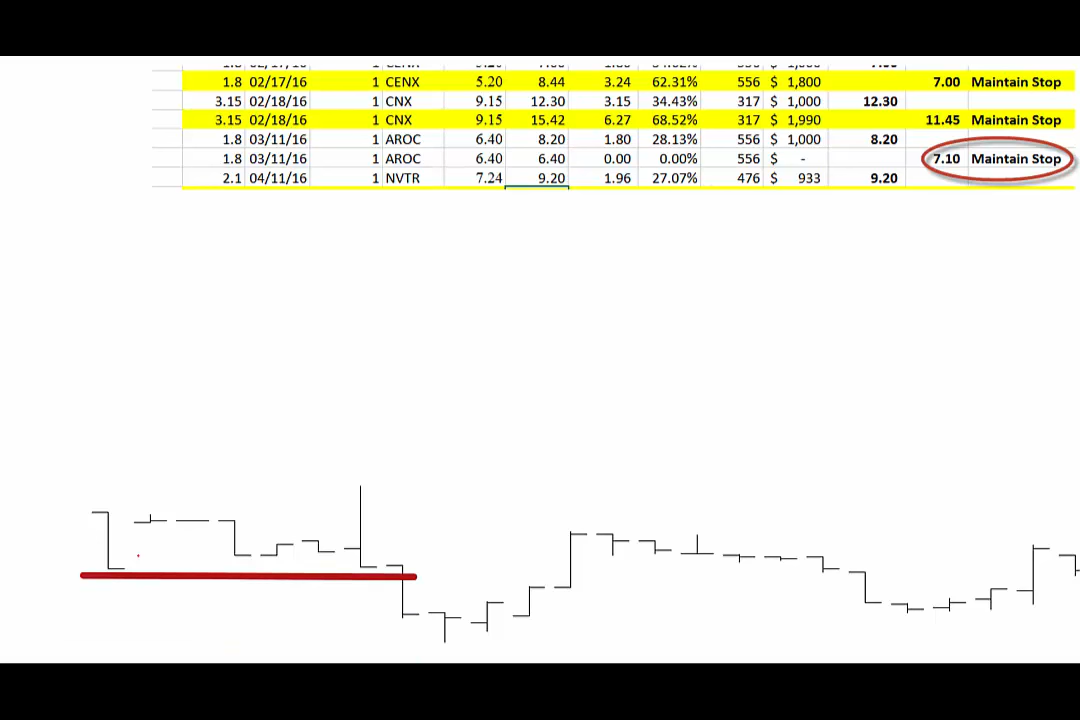 1.8 02/17/16 1 CENX 5.20 8.44 3.24 62.31% 556 $ 1,800 7.00 Maintain Stop
3.15 02/18/16 1 CNX 9.15 12.30 3.15 34.43% 317 $ 1,000 12.30
3.15 02/18/16 1 CNX 9.15 15.42 6.27 68.52% 317 $ 1,990 11.45 Maintain Stop
1.8 03/11/16 1 AROC 6.40 8.20 1.80 28.13% 556 $ 1,000 8.20
1.8 03/11/16 1 AROC 6.40 6.40 0.00 0.00% 556 $ - 7.10 Maintain Stop
2.1 04/11/16 1 NVTR 7.24 9.20 1.96 27.07% 476 $ 933 9.20